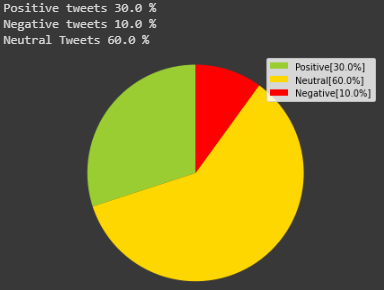 Positive tweets 30.0 %
Negative tweets 10.0 %
Neutral Tweets 60.0 %
Positive[30.0%]
Neutral[60.0%]
Negative[10.0%]